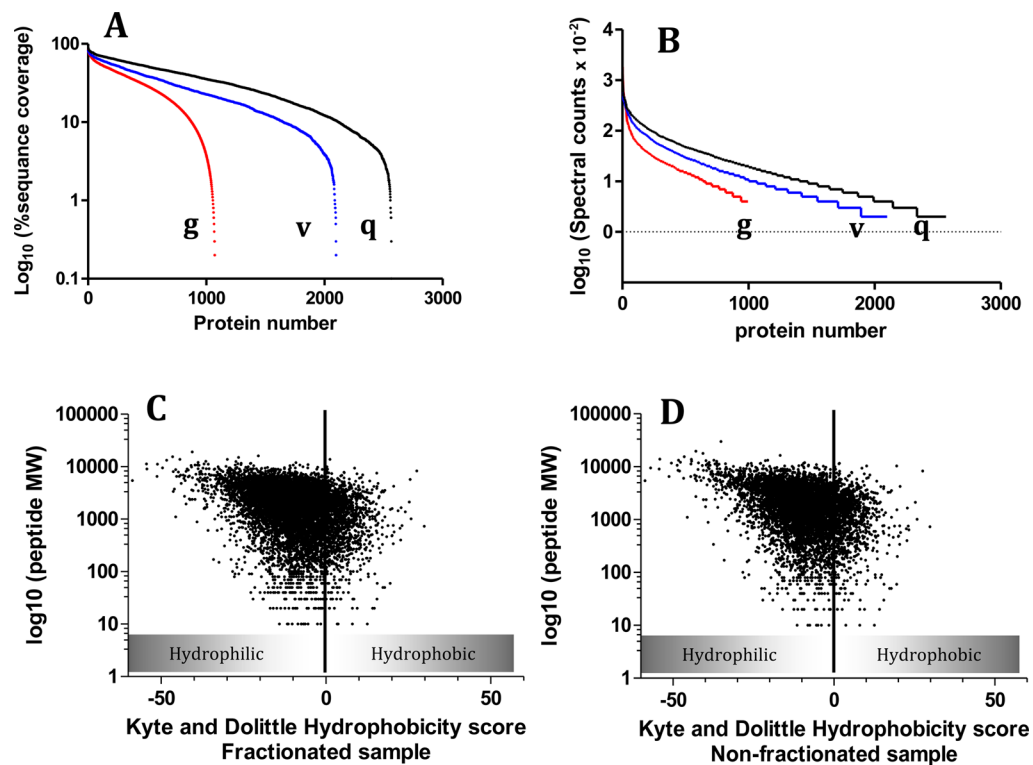 A
Log10 (%sequance coverage)
100
10
1
0.1
g
v
q
0
1000
2000
3000
Protein number
B
log10 (Spectral counts x 10-2)
4
3
2
1
0
g
v
q
0
1000
2000
3000
protein number
C
log10 (peptide MW)
100000
10000
1000
100
10
1
Hydrophilic
Hydrophobic
-50
0
50
Kyte and Dolittle Hydrophobicity score
Fractionated sample
D
log10 (peptide MW)
100000
10000
1000
100
10
1
Hydrophilic
Hydrophobic
-50
0
50
Kyte and Dolittle Hydrophobicity score
Non-fractionated sample